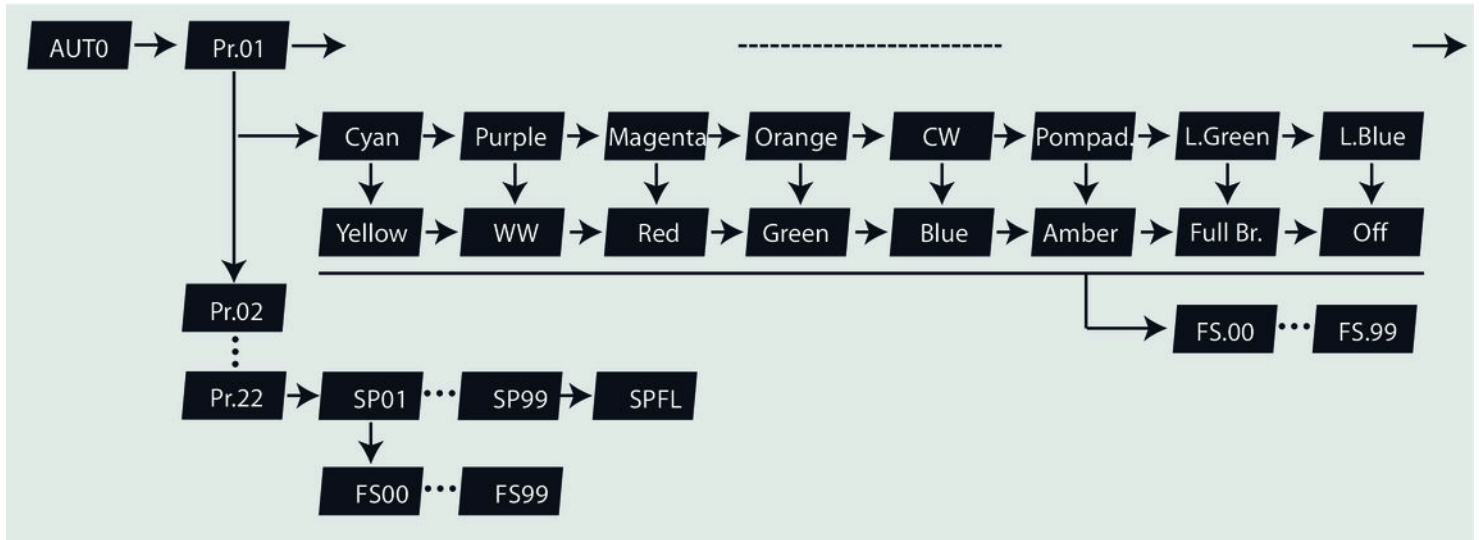 AUTO Pr.01
Cyan Purple Magenta Orange CW Pompad. L.Green L.Blue
Yellow WW Red Green Blue Amber Full Br. Off
Pr.02
FS.00 FS.99
Pr.22 SP01 SP99 SPFL
FS00 FS99